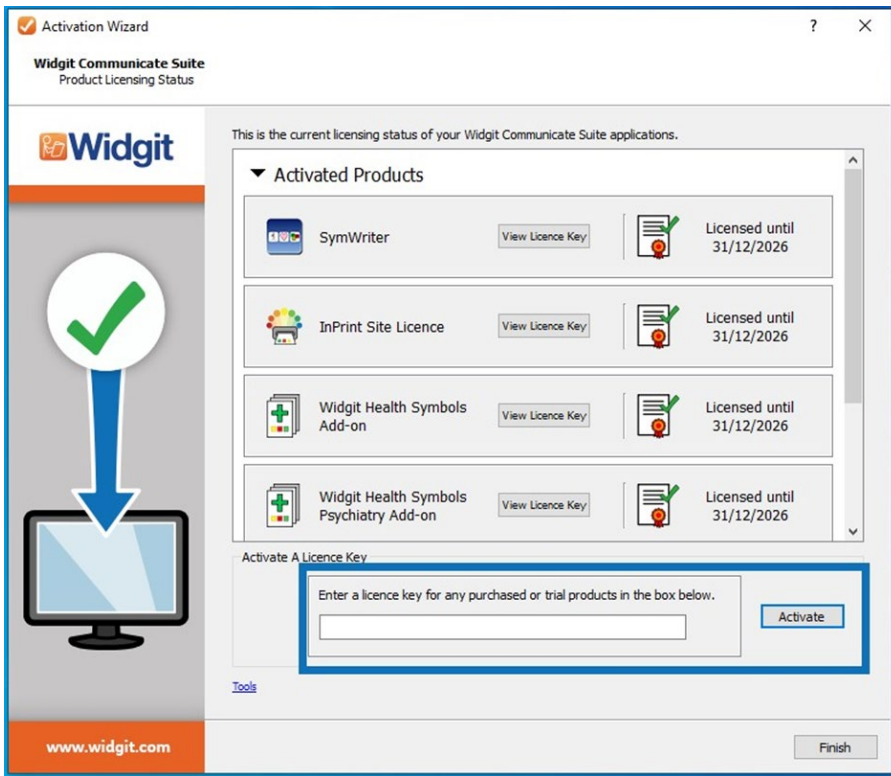 Activation Wizard
?
Widgit Communicate Suite
Product Licensing Status
Widgit
This is the current licensing status of your Widgit Communicate Suite applications.
Activated Products
SymWriter
View Licence Key
Licensed until
31/12/2026
InPrint Site Licence
View Licence Key
Licensed until
31/12/2026
Widgit Health Symbols
Add-on
View Licence Key
Licensed until
31/12/2026
Widgit Health Symbols
Psychiatry Add-on
View Licence Key
Licensed until
31/12/2026
Activate A Licence Key
Enter a licence key for any purchased or trial products in the box below.
Activate
Tools
www.widgit.com
Finish